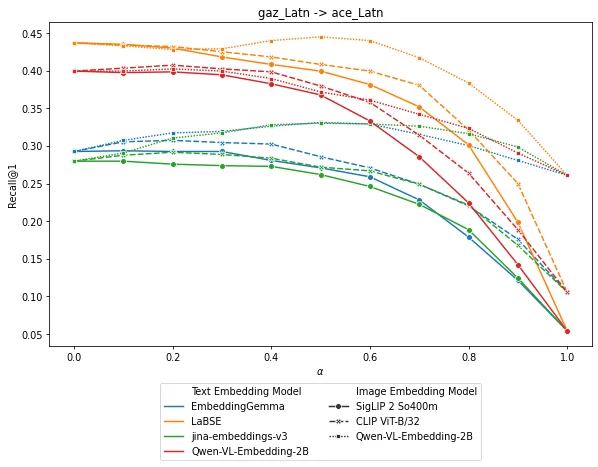 gaz_Latn -> ace_Latn
Recall@1
0.45
0.40
0.35
0.30
0.25
0.20
0.15
0.10
0.05
0.0
0.2
0.4
0.6
0.8
1.0
α
Text Embedding Model
EmbeddingGemma
LaBSE
jina-embeddings-v3
Qwen-VL-Embedding-2B
Image Embedding Model
SigLIP 2 So400m
CLIP ViT-B/32
Qwen-VL-Embedding-2B